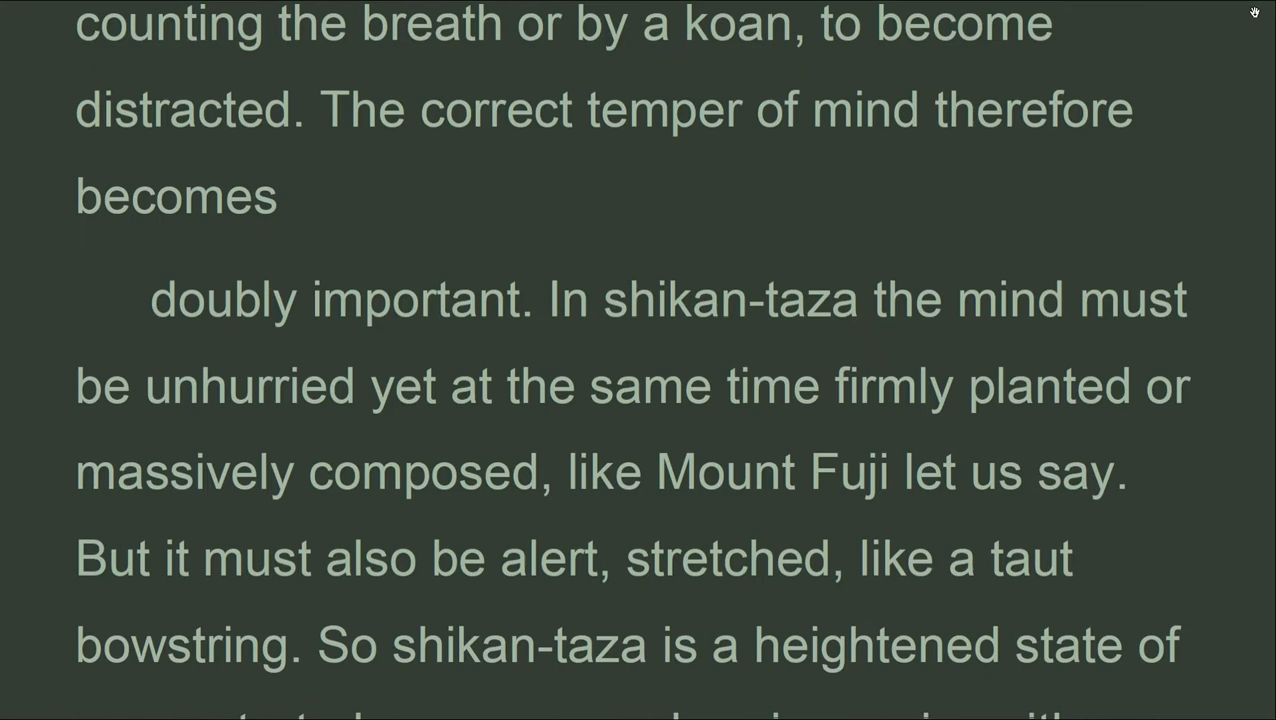 counting the breath or by a koan, to become
distracted. The correct temper of mind therefore
becomes
doubly important. In shikan-taza the mind must
be unhurried yet at the same time firmly planted or
massively composed, like Mount Fuji let us say.
But it must also be alert, stretched, like a taut
bowstring. So shikan-taza is a heightened state of